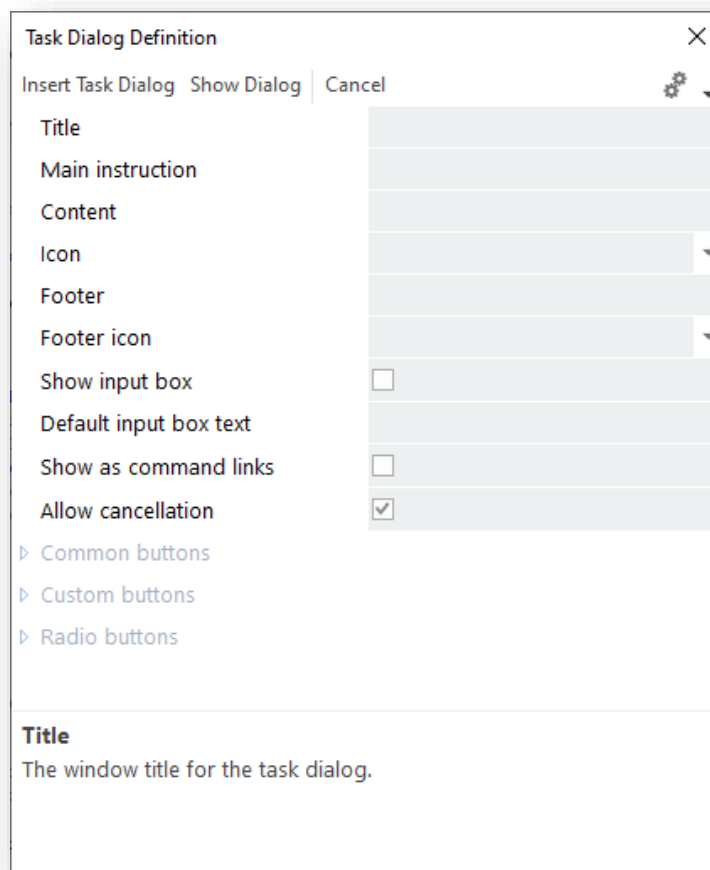 Task Dialog Definition
Insert Task Dialog Show Dialog Cancel
Title
Main instruction
Content
Icon
Footer
Footer icon
Show input box
Default input box text
Show as command links
Allow cancellation
Common buttons
Custom buttons
Radio buttons
Title
The window title for the task dialog.